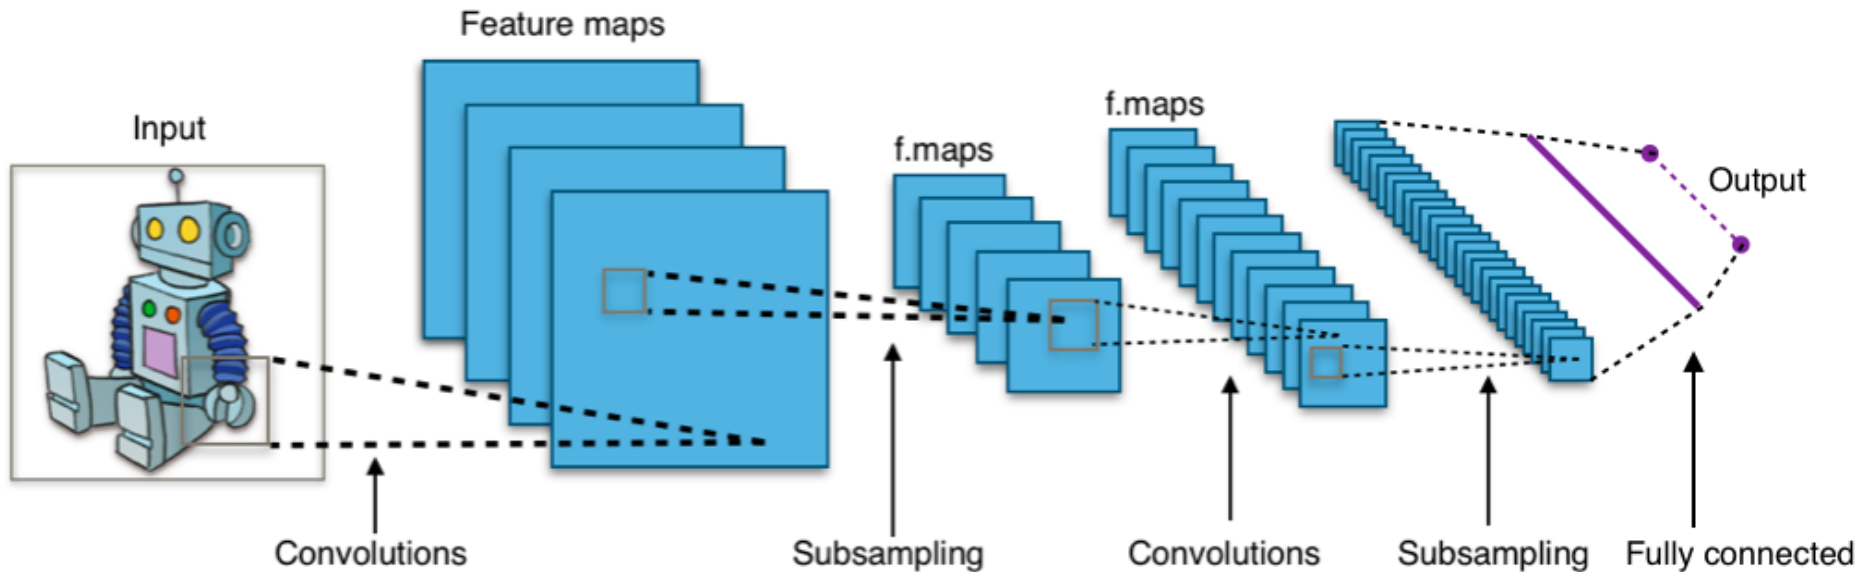 Feature maps
f.maps
Input
f.maps
Output
Convolutions
Subsampling
Convolutions
Subsampling
Fully connected